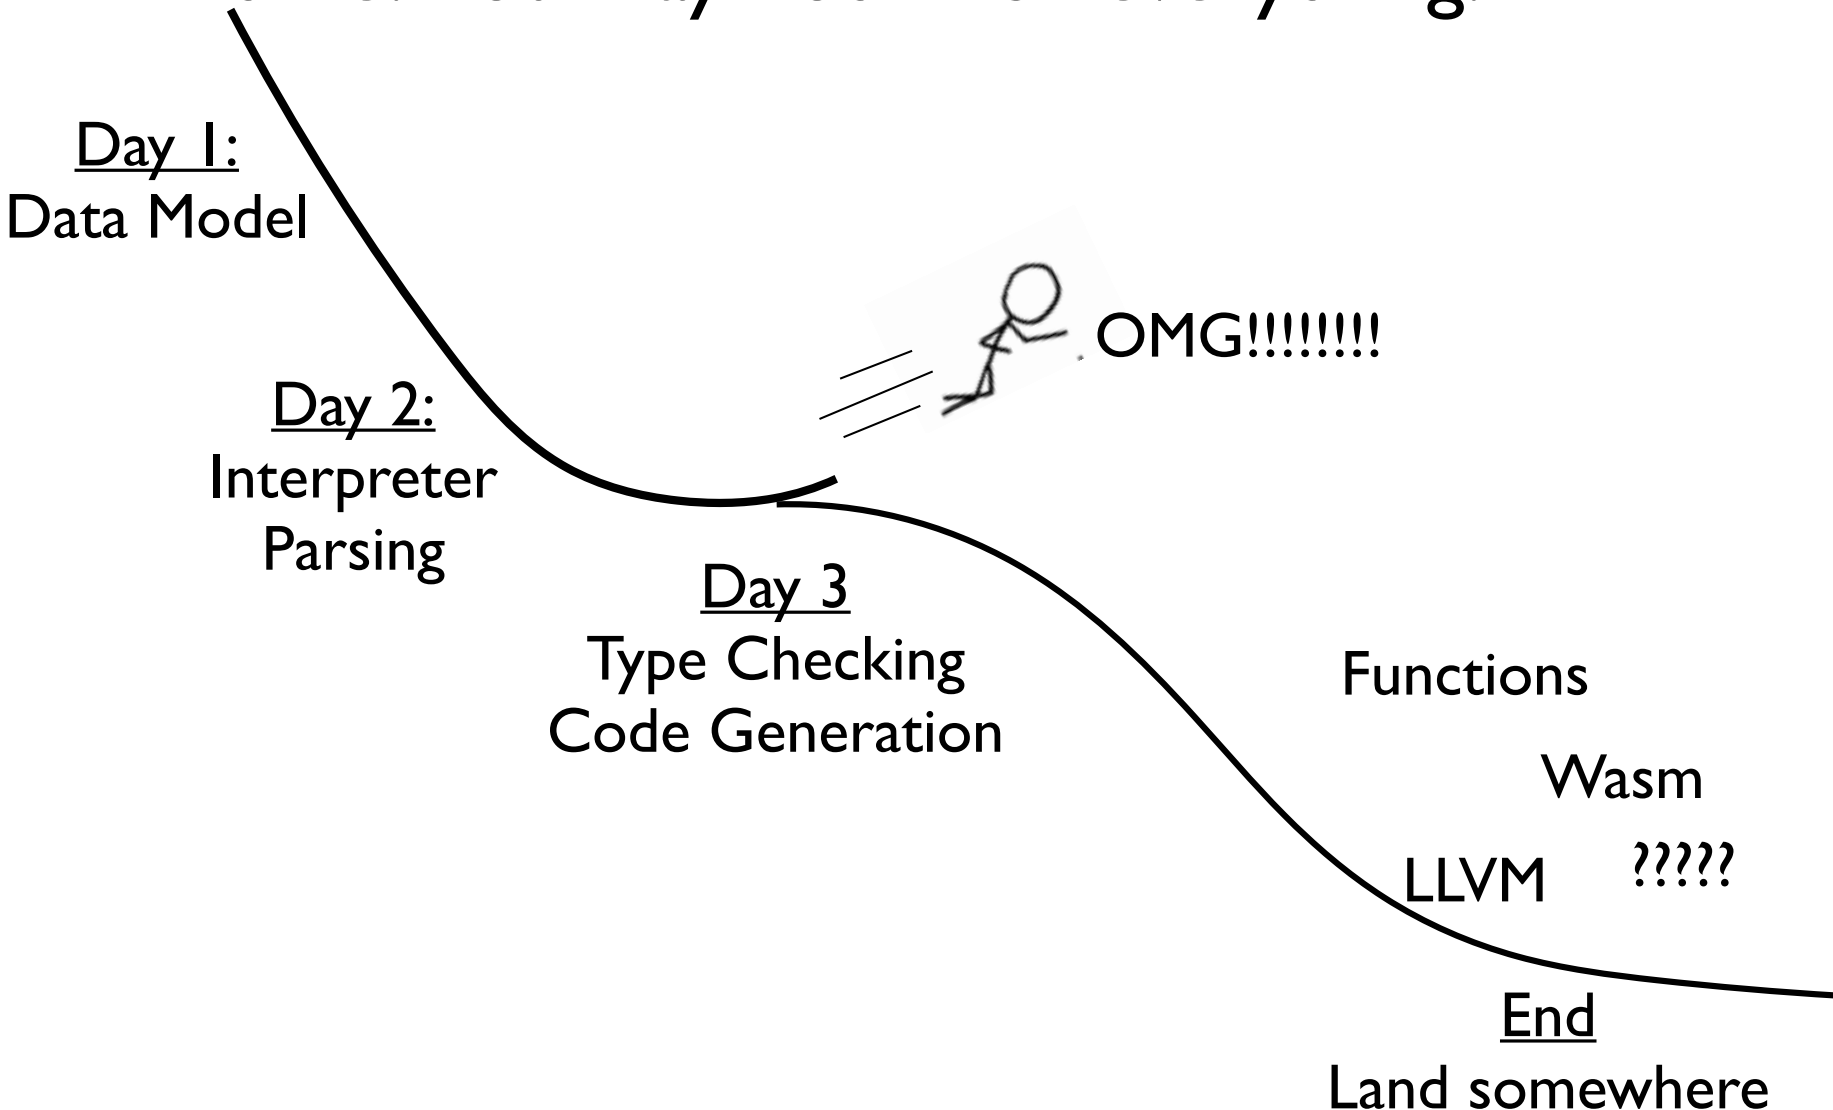 Day 1:
Data Model
OMG!!!!!!!!
Day 2:
Interpreter
Parsing
Day 3
Type Checking
Code Generation
Functions
Wasm
LLVM
?????
End
Land somewhere